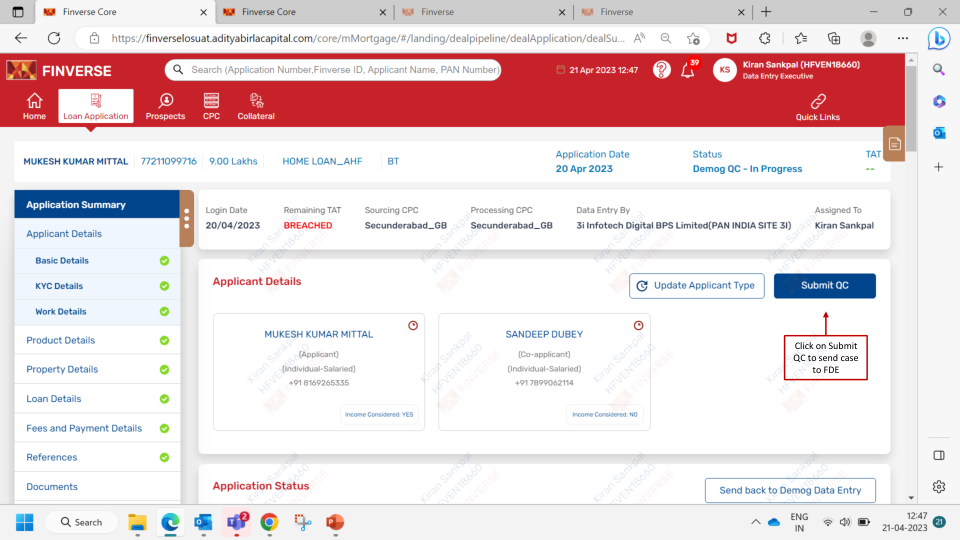 Finverse Core
Finverse Core
Finverse
Finverse
https://finverselosuat.adityabirlacapital.com/core/mMortgage/#/landing/dealpipeline/dealApplication/dealSu...
FINVERSE
Search (Application Number,Finverse ID, Applicant Name, PAN Number)
21 Apr 2023 12:47
39
KS
Kiran Sankpal (HFVEN18660)
Data Entry Executive
Home
Loan Application
Prospects
CPC
Collateral
Quick Links
MUKESH KUMAR MITTAL
77211099716
9.00 Lakhs
HOME LOAN_AHF
BT
Application Date
20 Apr 2023
Status
Demog QC - In Progress
TAT
--
Application Summary
Applicant Details
Basic Details
KYC Details
Work Details
Product Details
Property Details
Loan Details
Fees and Payment Details
References
Documents
Login Date
20/04/2023
Remaining TAT
BREACHED
Sourcing CPC
Secunderabad_GB
Processing CPC
Secunderabad_GB
Data Entry By
3i Infotech Digital BPS Limited(PAN INDIA SITE 3I)
Assigned To
Kiran Sankpal
Applicant Details
Update Applicant Type
Submit QC
MUKESH KUMAR MITTAL
(Applicant)
(Individual-Salaried)
+91 8169265335
Income Considered: YES
SANDEEP DUBEY
(Co-applicant)
(Individual-Salaried)
+91 7899062114
Income Considered: NO
Click on Submit
QC to send case
to FDE
Application Status
Send back to Demog Data Entry
Search
2
ENG
IN
12:47
21-04-2023
21